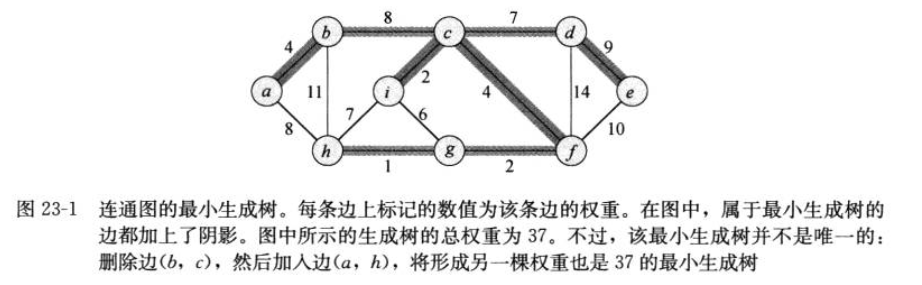 8 7
b c d
4 9
a 11 i 2 4 14 e
8 7 6 10
h g f
1 2
图 23-1 连通图的最小生成树。每条边上标记的数值为该条边的权重。在图中，属于最小生成树的
边都加上了阴影。图中所示的生成树的总权重为 37。不过，该最小生成树并不是唯一的：
删除边(b，c)，然后加入边(a，h)，将形成另一棵权重也是 37 的最小生成树